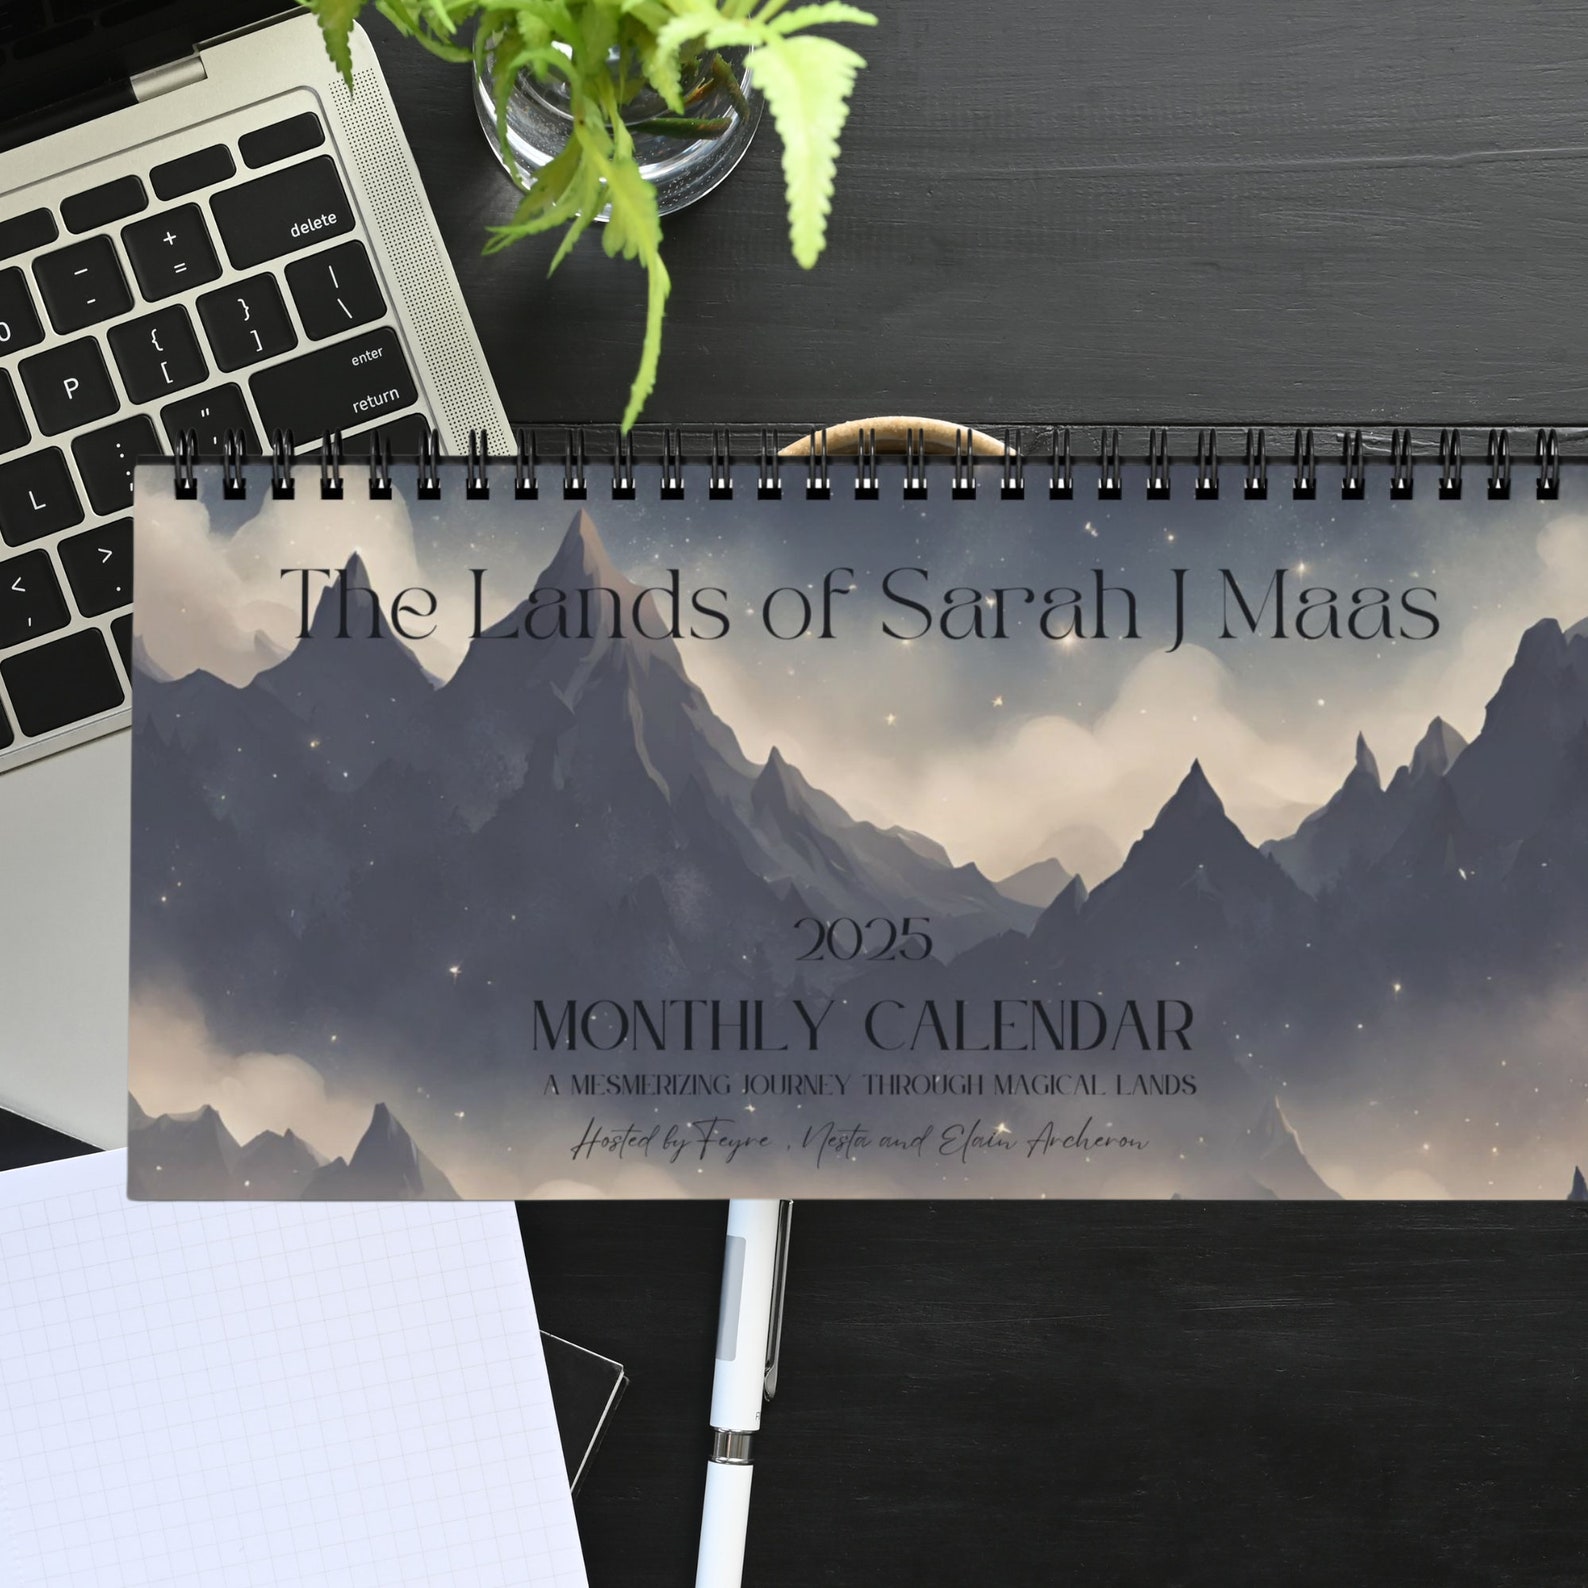 delete
+
=
–
-
|
\
}
]
{
[
P
enter
return
"
'
:
;
L
>
.
<
,
The Lands of Sarah J Maas
2025
MONTHLY CALENDAR
A MESMERIZING JOURNEY THROUGH MAGICAL LANDS
Hosted by Feyre , Nesta and Elain Archeron